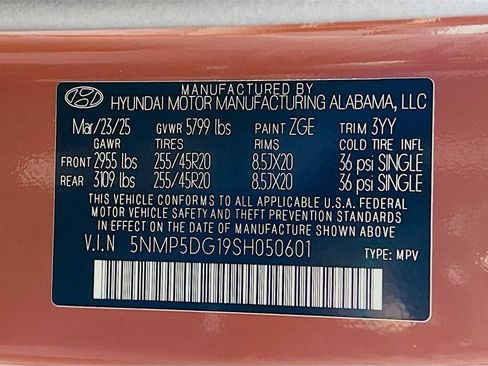 MANUFACTURED BY
HYUNDAI MOTOR MANUFACTURING ALABAMA, LLC
Mar/23/25 GVWR 5799 lbs PAINT ZGE TRIM 3YY
GAWR TIRES RIMS COLD TIRE INFL
FRONT 2955 lbs 255/45R20 8.5JX20 36 psi SINGLE
REAR 3109 lbs 255/45R20 8.5JX20 36 psi SINGLE
THIS VEHICLE CONFORMS TO ALL APPLICABLE U.S.A. FEDERAL
MOTOR VEHICLE SAFETY AND THEFT PREVENTION STANDARDS
IN EFFECT ON THE DATE OF MANUFACTURE SHOWN ABOVE
V.I.N 5NMP5DG19SH050601 TYPE: MPV